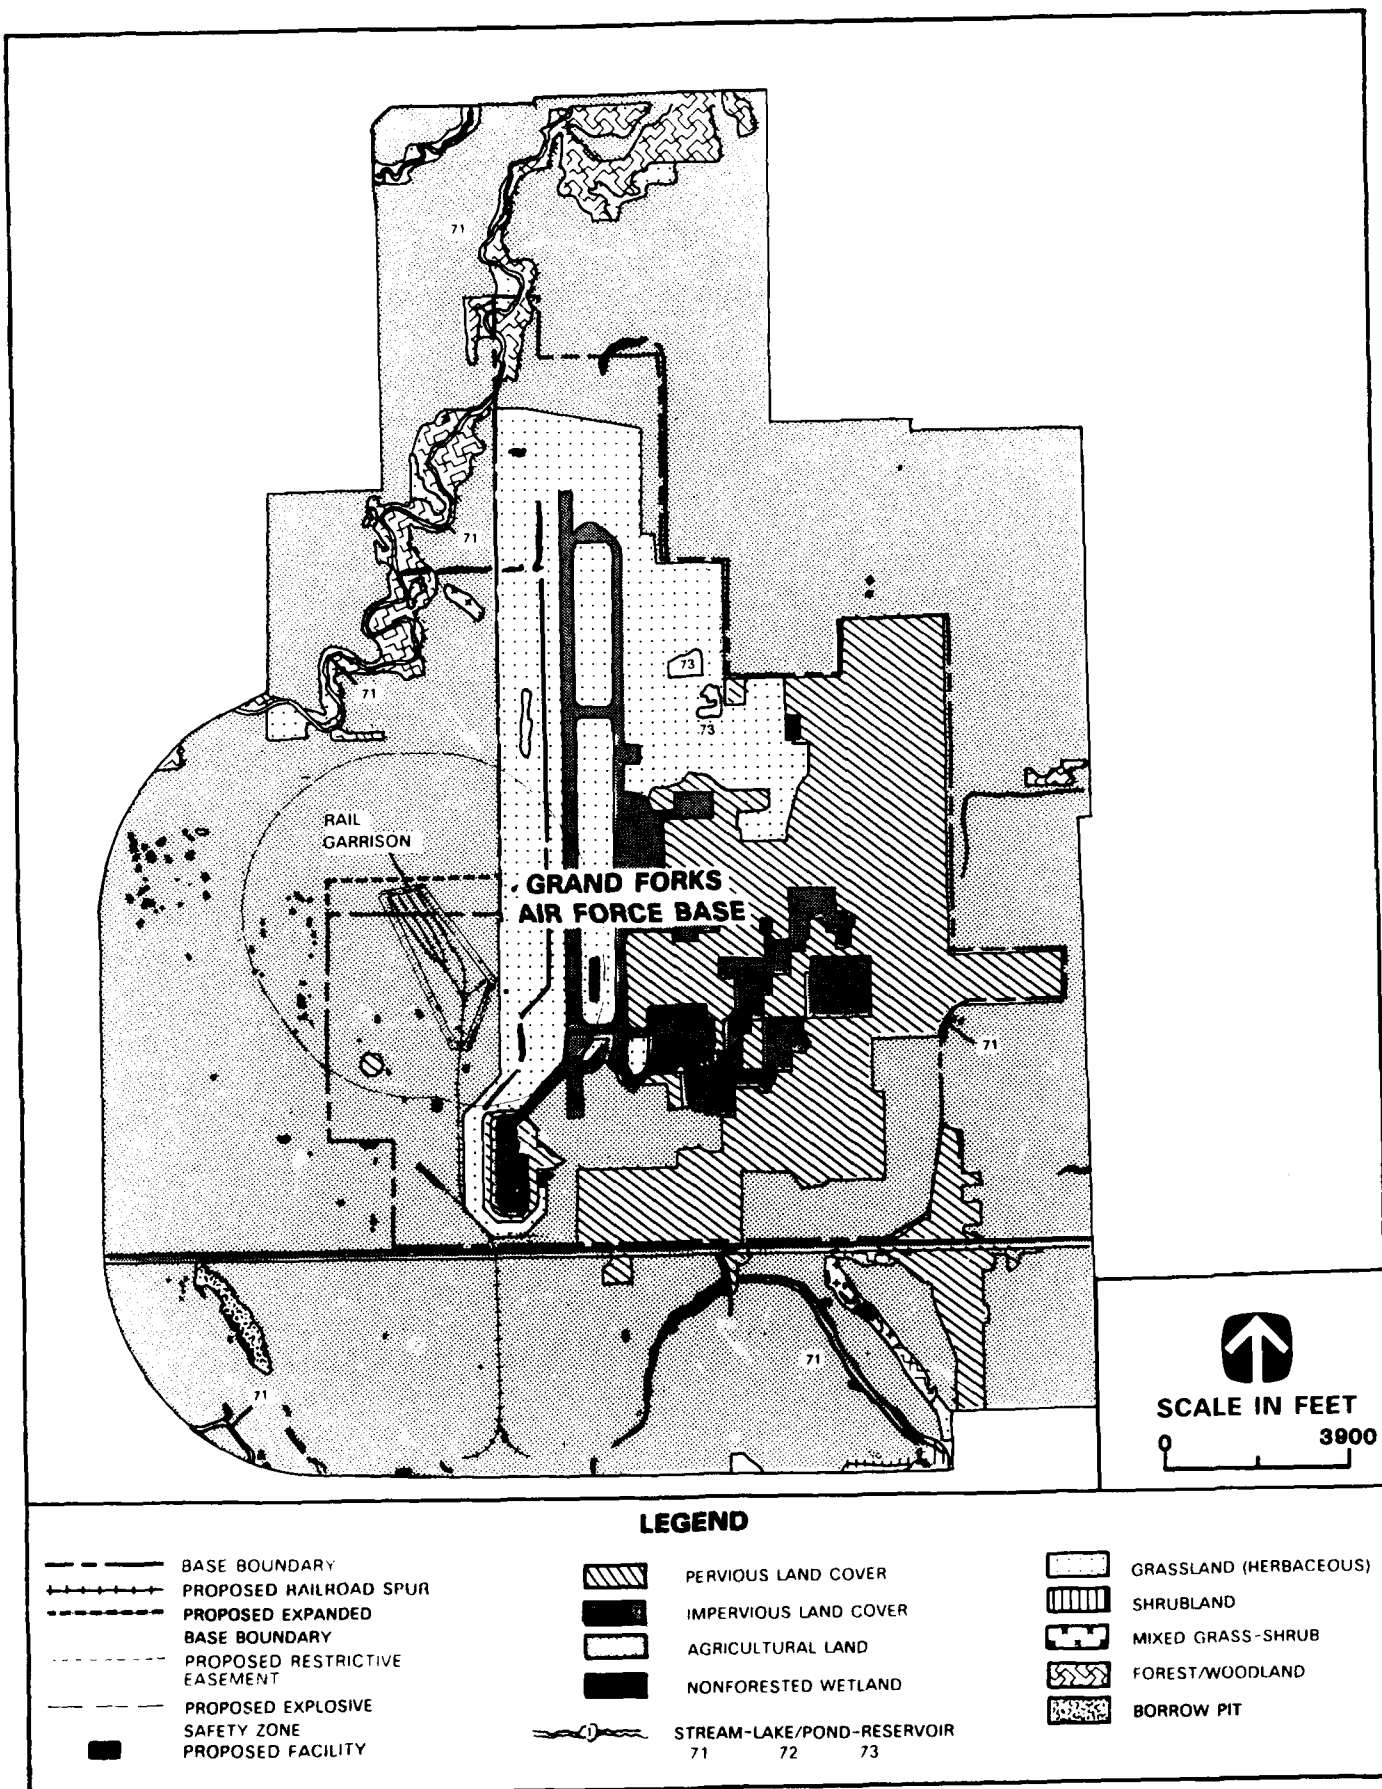 71
71
73
73
71
RAIL
GARRISON
GRAND FORKS
AIR FORCE BASE
71
71
71
SCALE IN FEET
0 3900
LEGEND
BASE BOUNDARY
PROPOSED RAILROAD SPUR
PROPOSED EXPANDED
BASE BOUNDARY
PROPOSED RESTRICTIVE
EASEMENT
PROPOSED EXPLOSIVE
SAFETY ZONE
PROPOSED FACILITY
PERVIOUS LAND COVER
IMPERVIOUS LAND COVER
AGRICULTURAL LAND
NONFORESTED WETLAND
1
STREAM-LAKE/POND-RESERVOIR
71 72 73
GRASSLAND (HERBACEOUS)
SHRUBLAND
MIXED GRASS-SHRUB
FOREST/WOODLAND
BORROW PIT